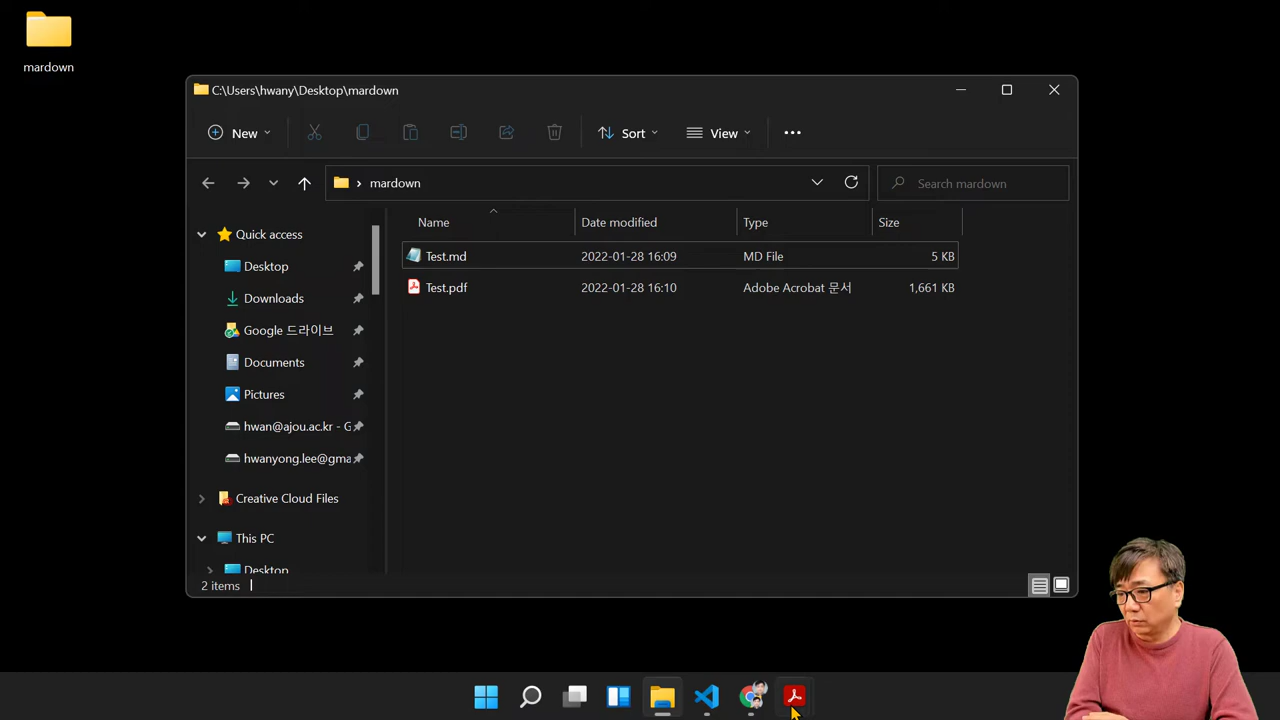 mardown
C:\Users\hwany\Desktop\mardown
New
Sort
View
mardown
Search mardown
Name
Date modified
Type
Size
Quick access
Desktop
Downloads
Google 드라이브
Documents
Pictures
hwan@ajou.ac.kr - G
hwanyong.lee@gma
Creative Cloud Files
This PC
Desktop
Test.md
2022-01-28 16:09
MD File
5 KB
Test.pdf
2022-01-28 16:10
Adobe Acrobat 문서
1,661 KB
2 items